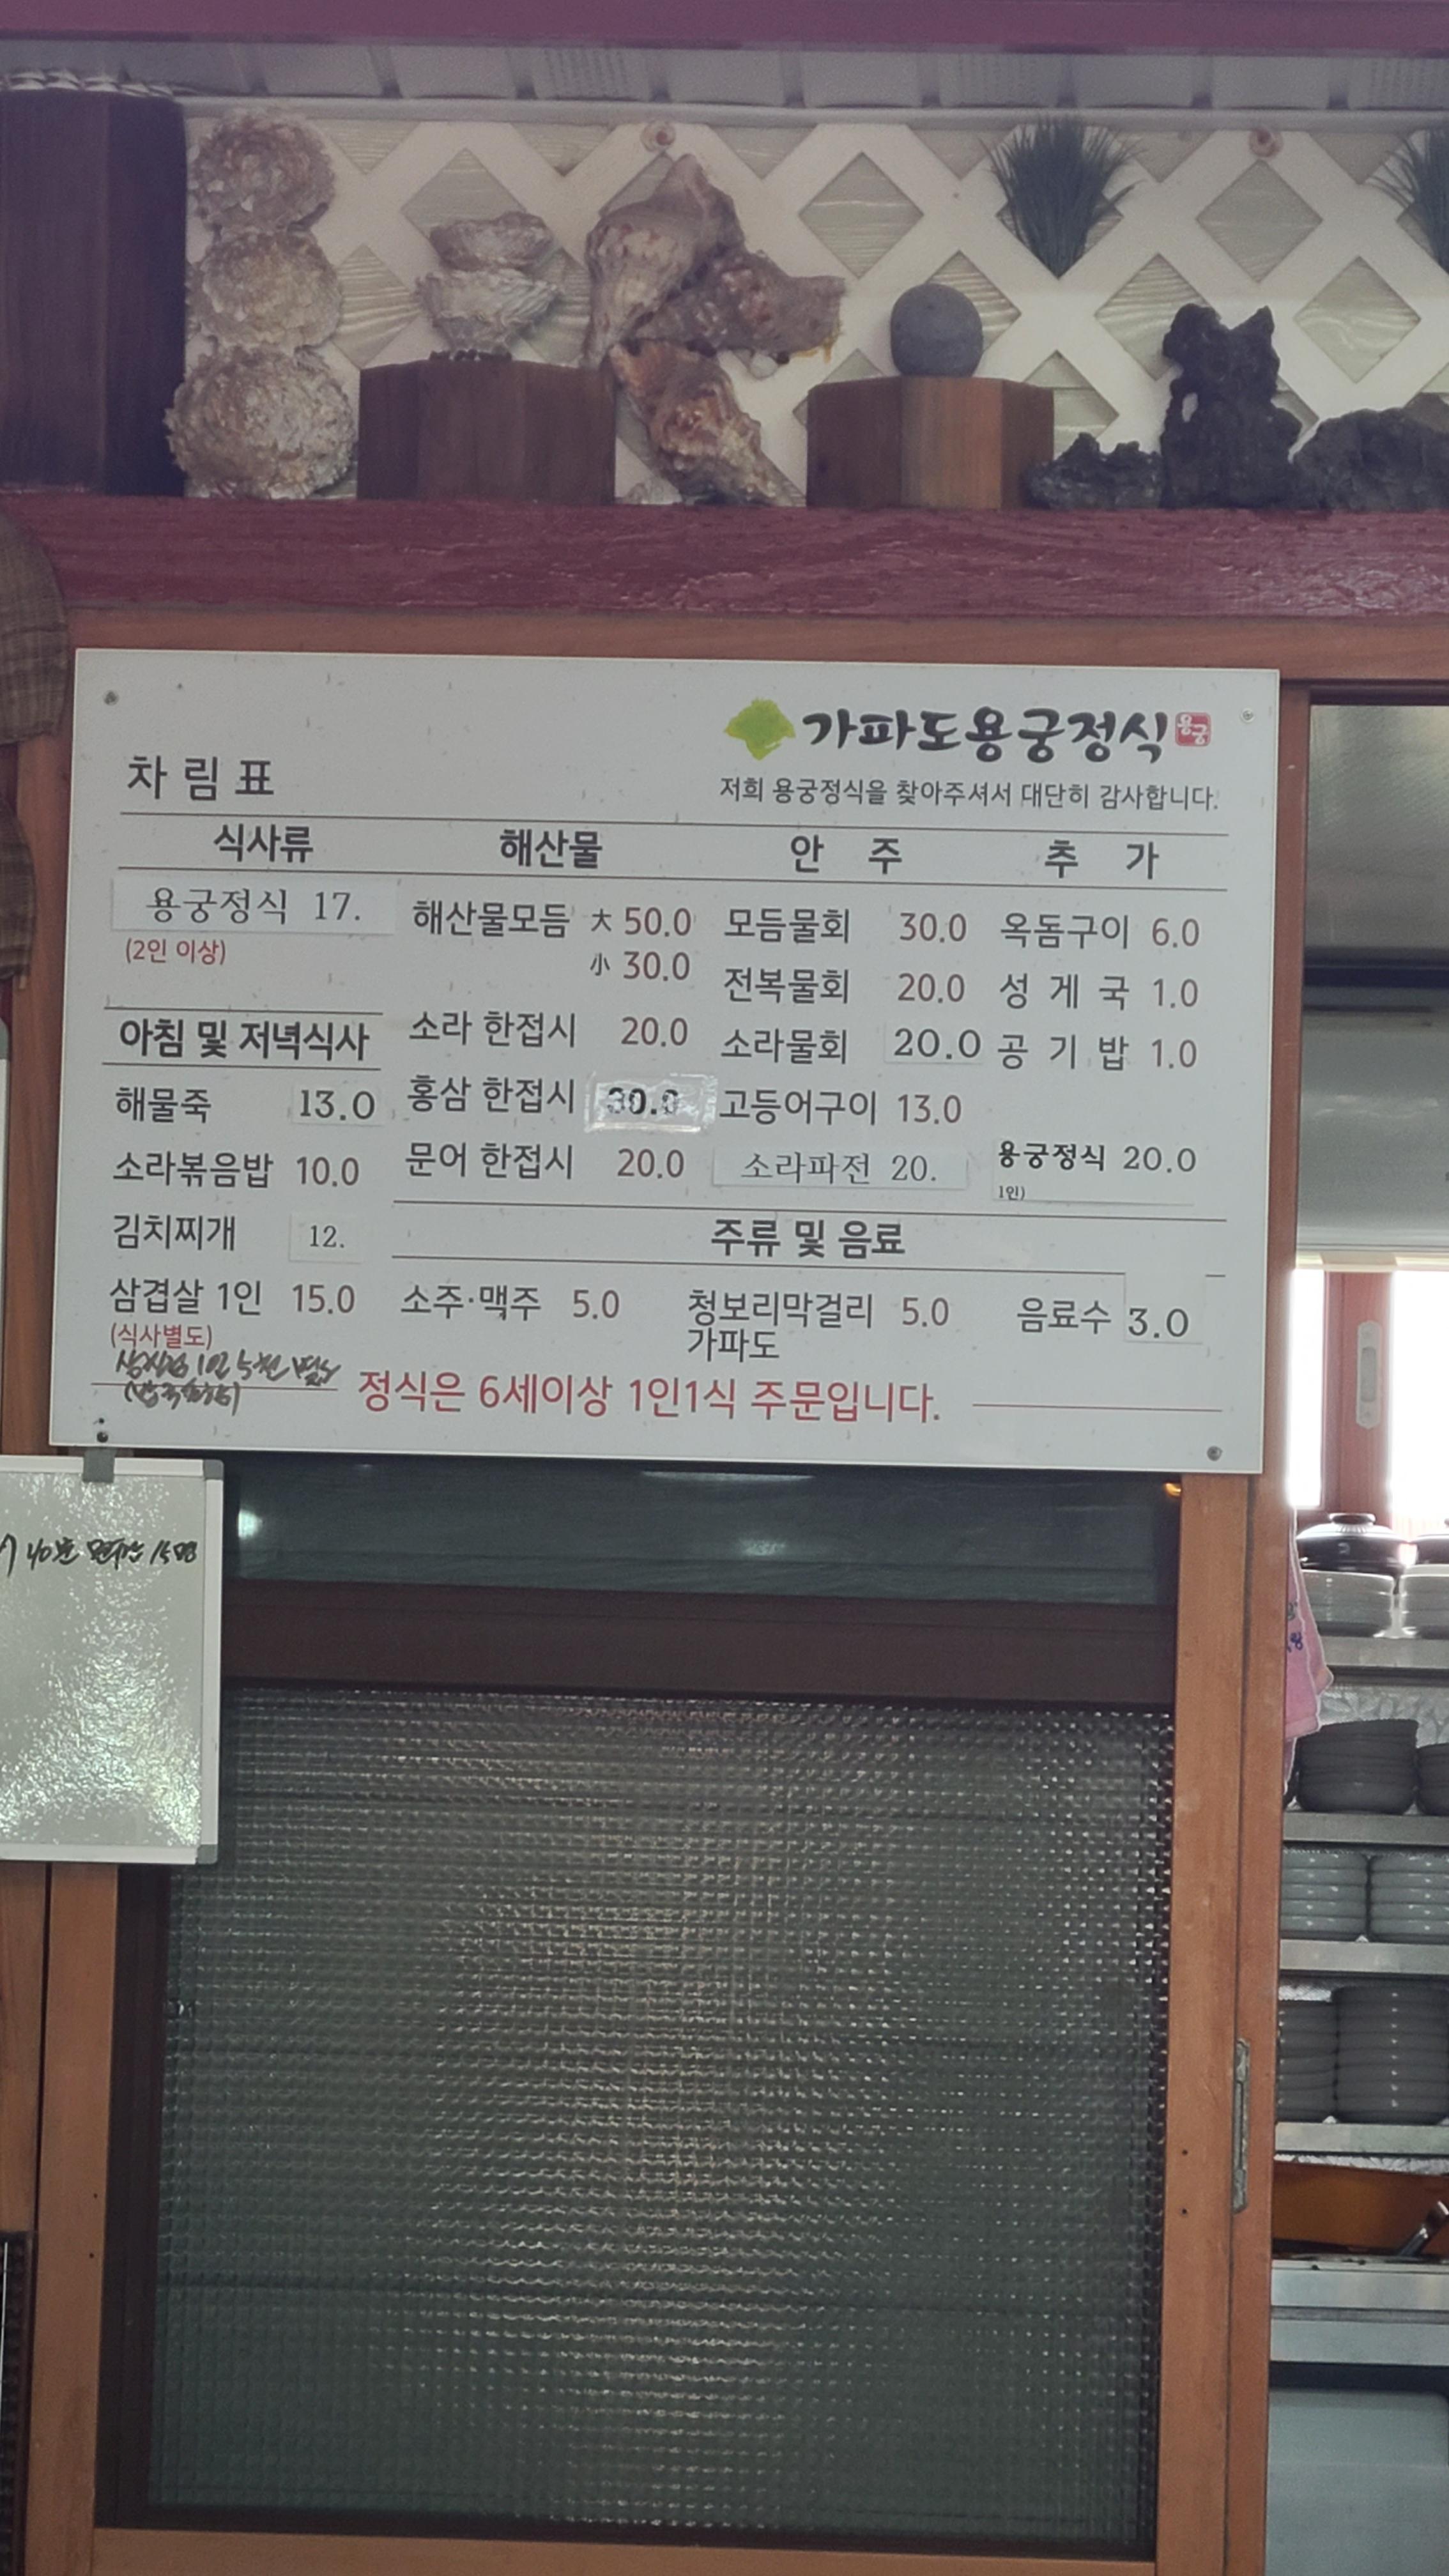 가파도용궁정식 용궁
차림표
저희 용궁정식을 찾아주셔서 대단히 감사합니다.
식사류
용궁정식 17.
(2인 이상)
아침 및 저녁식사
해물죽 13.0
소라볶음밥 10.0
김치찌개 12.
삼겹살 1인 15.0
(식사별도)
해산물
해산물모듬 大 50.0
小 30.0
소라 한접시 20.0
홍삼 한접시 30.0
문어 한접시 20.0
안 주
모듬물회 30.0
전복물회 20.0
소라물회 20.0
고등어구이 13.0
소라파전 20.
추 가
옥돔구이 6.0
성 게 국 1.0
공 기 밥 1.0
용궁정식 20.0
1인)
주류 및 음료
소주·맥주 5.0 청보리막걸리 5.0 음료수 3.0
가파도
정식은 6세이상 1인1식 주문입니다.
40분